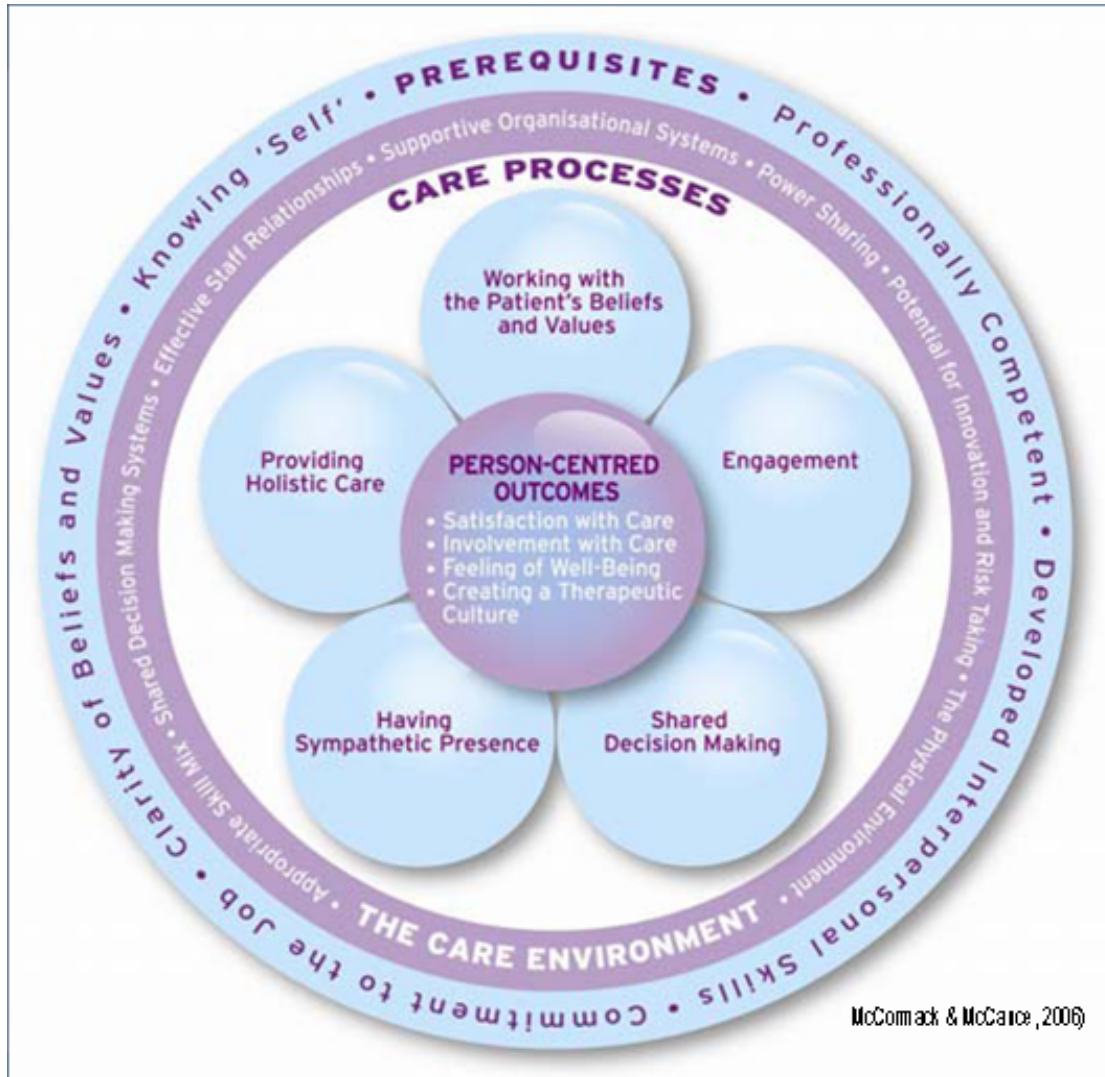 PREREQUISITES • Professionally Competent • Developed Interpersonal Skills • Commitment to the Job • Clarity of Beliefs and Values • Knowing 'Self' •
THE CARE ENVIRONMENT • Appropriate Skill Mix • Shared Decision Making Systems • Effective Staff Relationships • Supportive Organisational Systems • Power Sharing • Potential for Innovation and Risk Taking • The Physical Environment •
CARE PROCESSES
Working with
the Patient's Beliefs
and Values
Engagement
Shared
Decision Making
Having
Sympathetic Presence
Providing
Holistic Care
PERSON-CENTRED
OUTCOMES
• Satisfaction with Care
• Involvement with Care
• Feeling of Well-Being
• Creating a Therapeutic
Culture
McCormack & McCance, 2006)